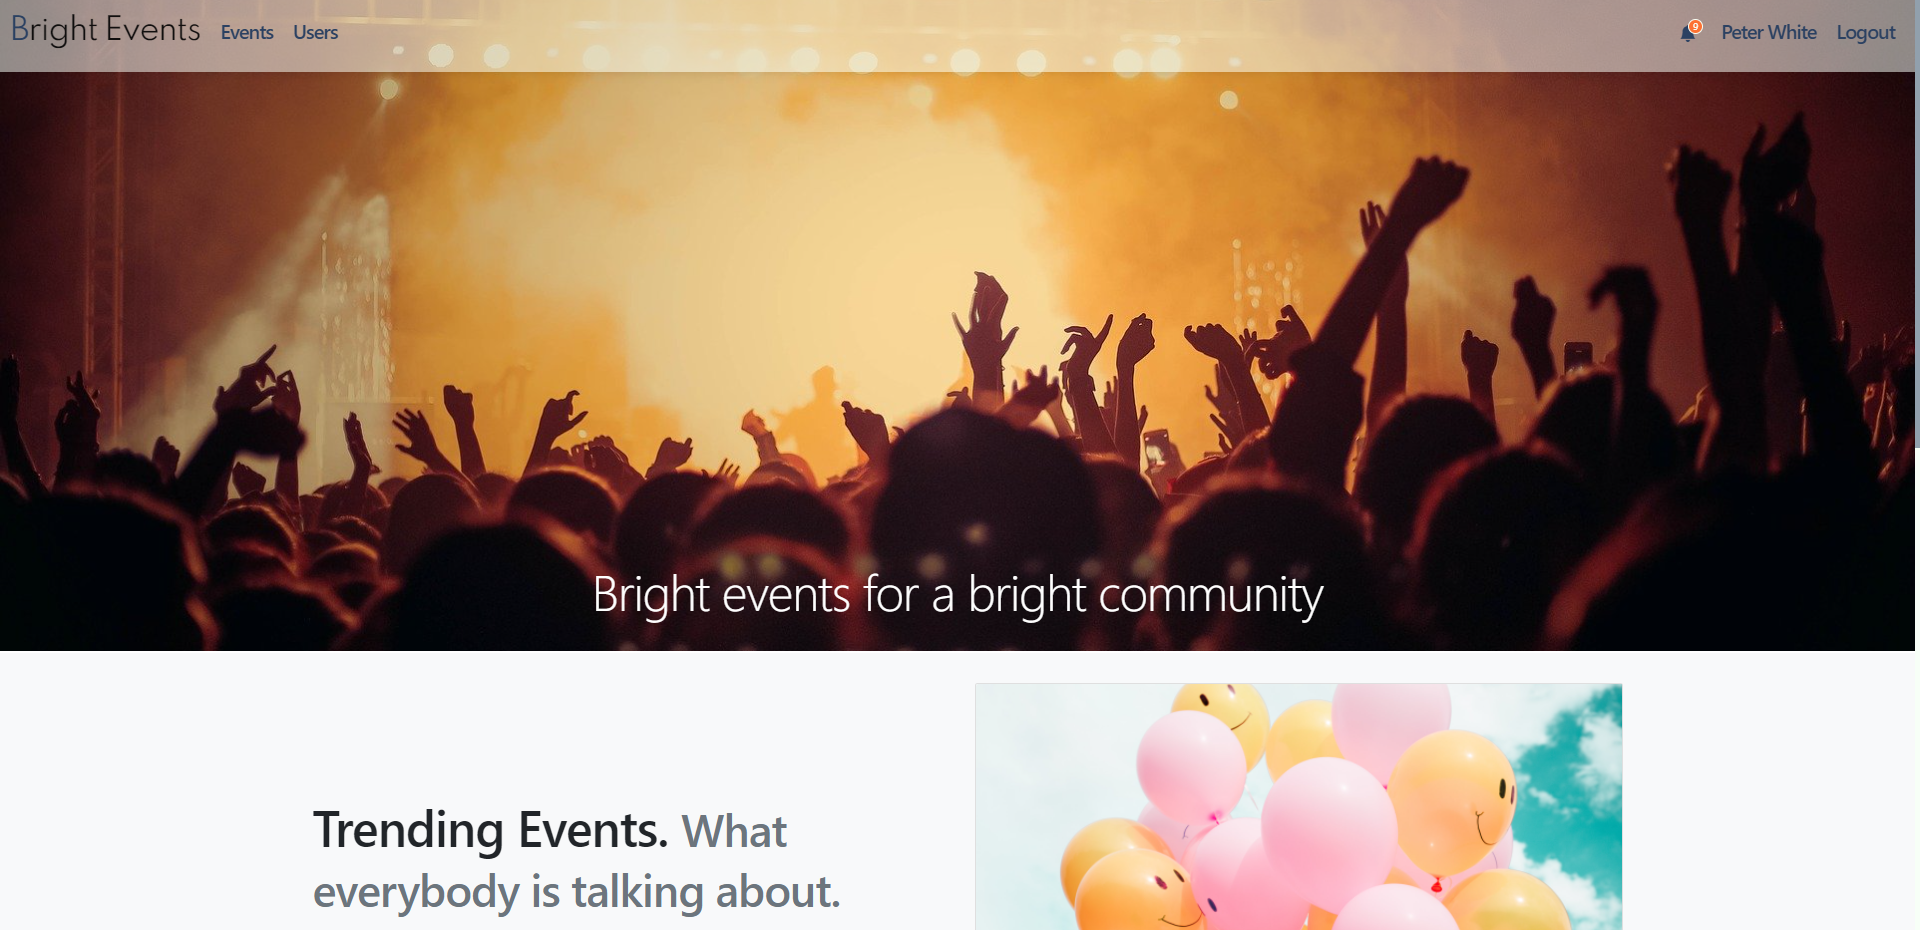 Bright Events Events Users 9 Peter White Logout
Bright events for a bright community
Trending Events. What
everybody is talking about.